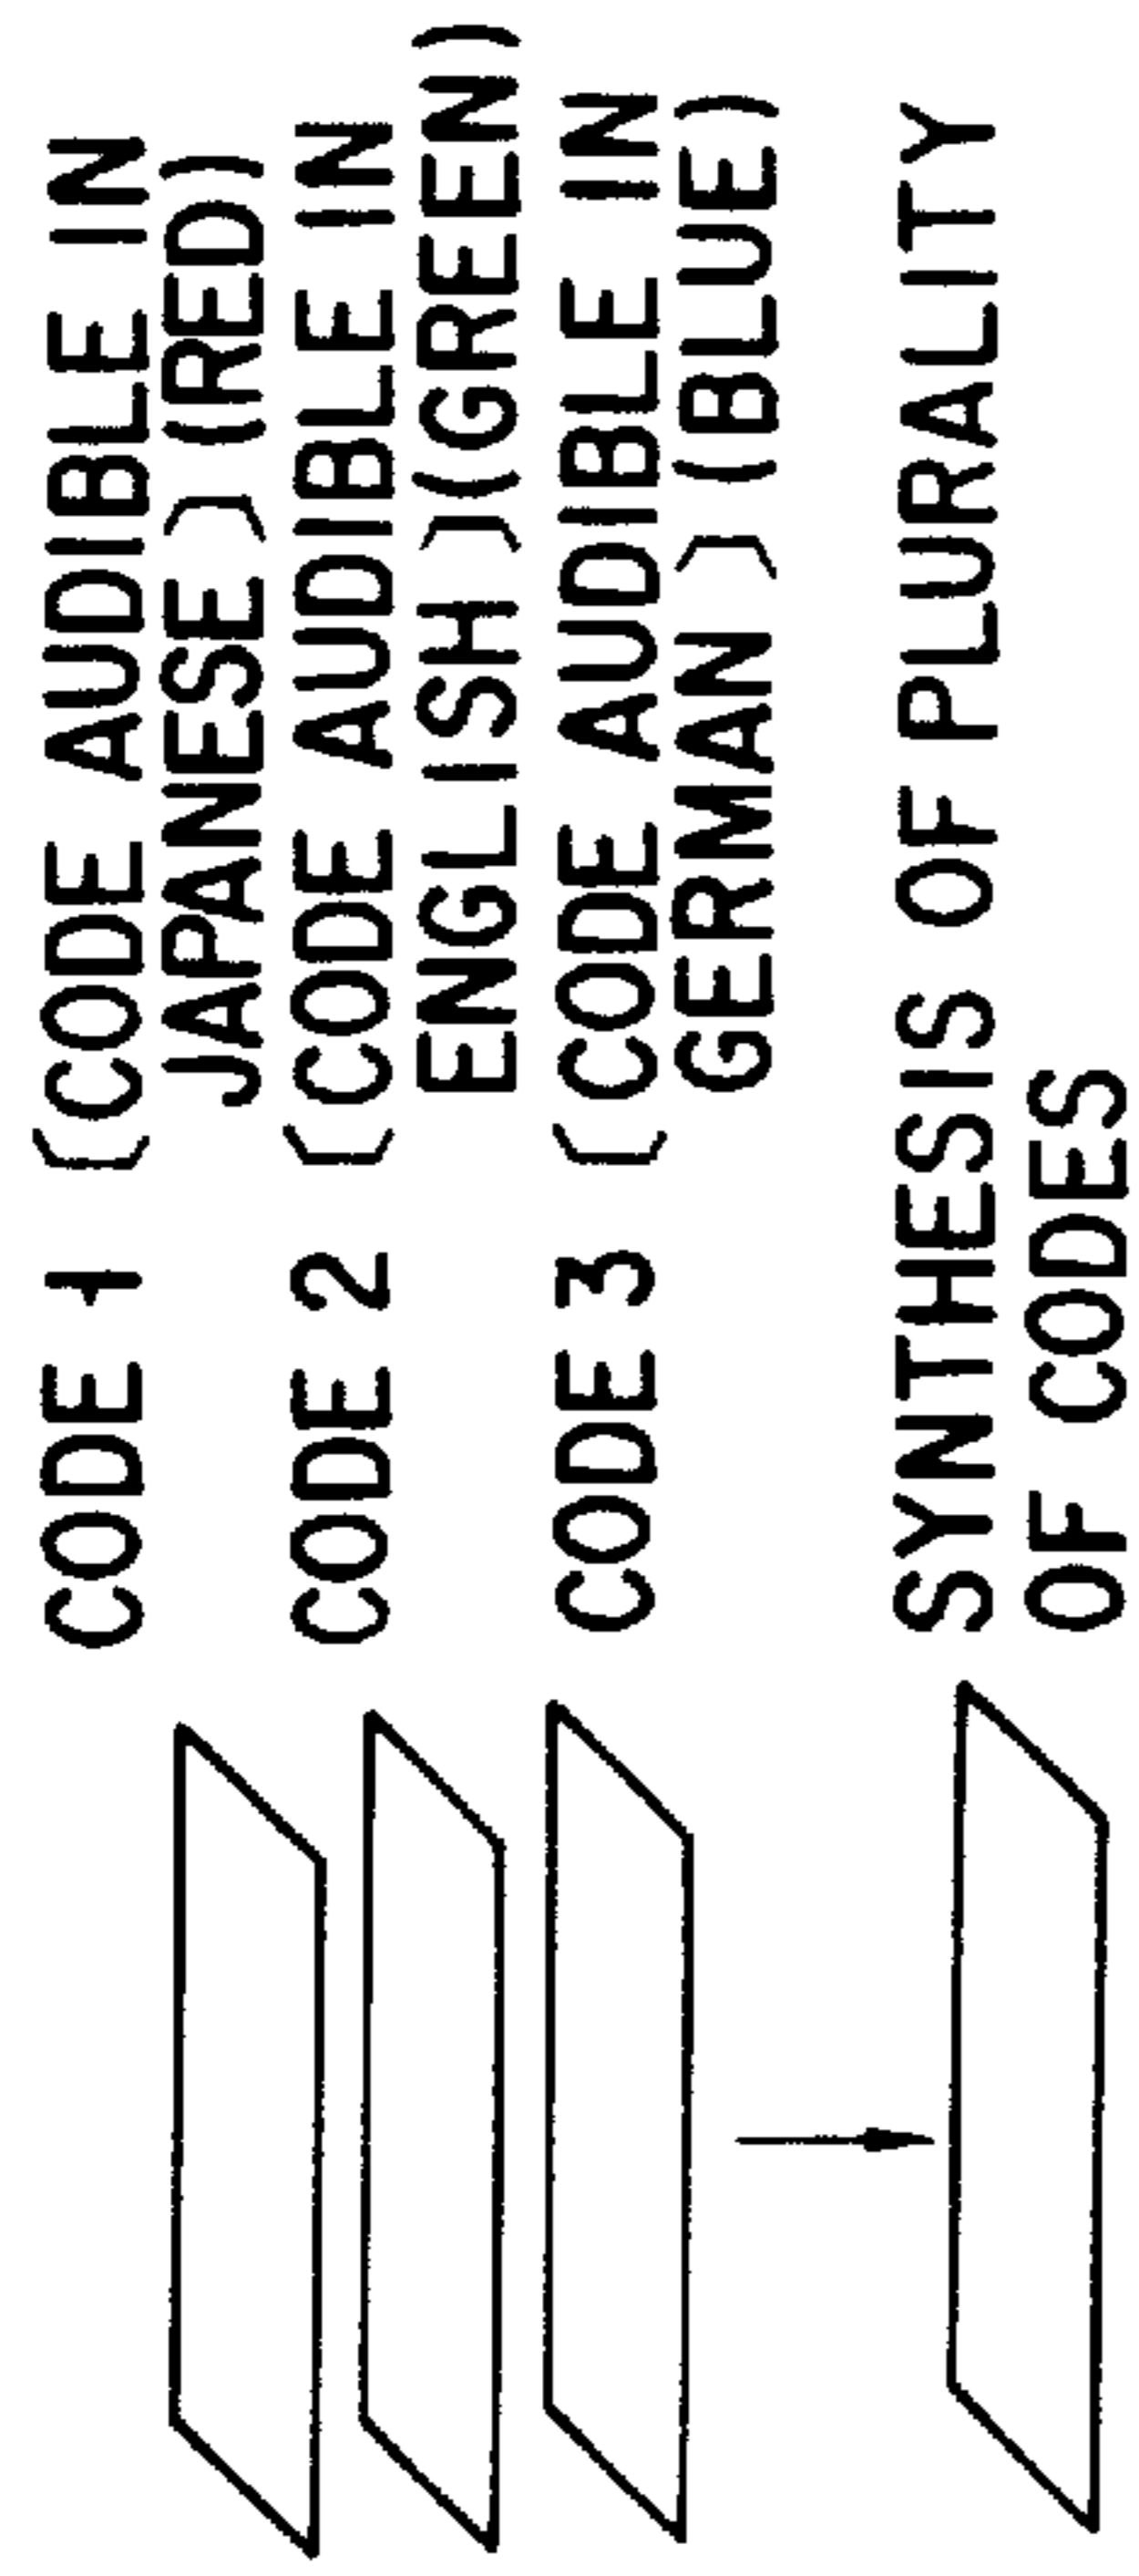 CODE 1 [CODE AUDIBLE IN
JAPANESE] (RED)
CODE 2 [CODE AUDIBLE IN
ENGLISH] (GREEN)
CODE 3 [CODE AUDIBLE IN
GERMAN] (BLUE)
SYNTHESIS OF PLURALITY
OF CODES